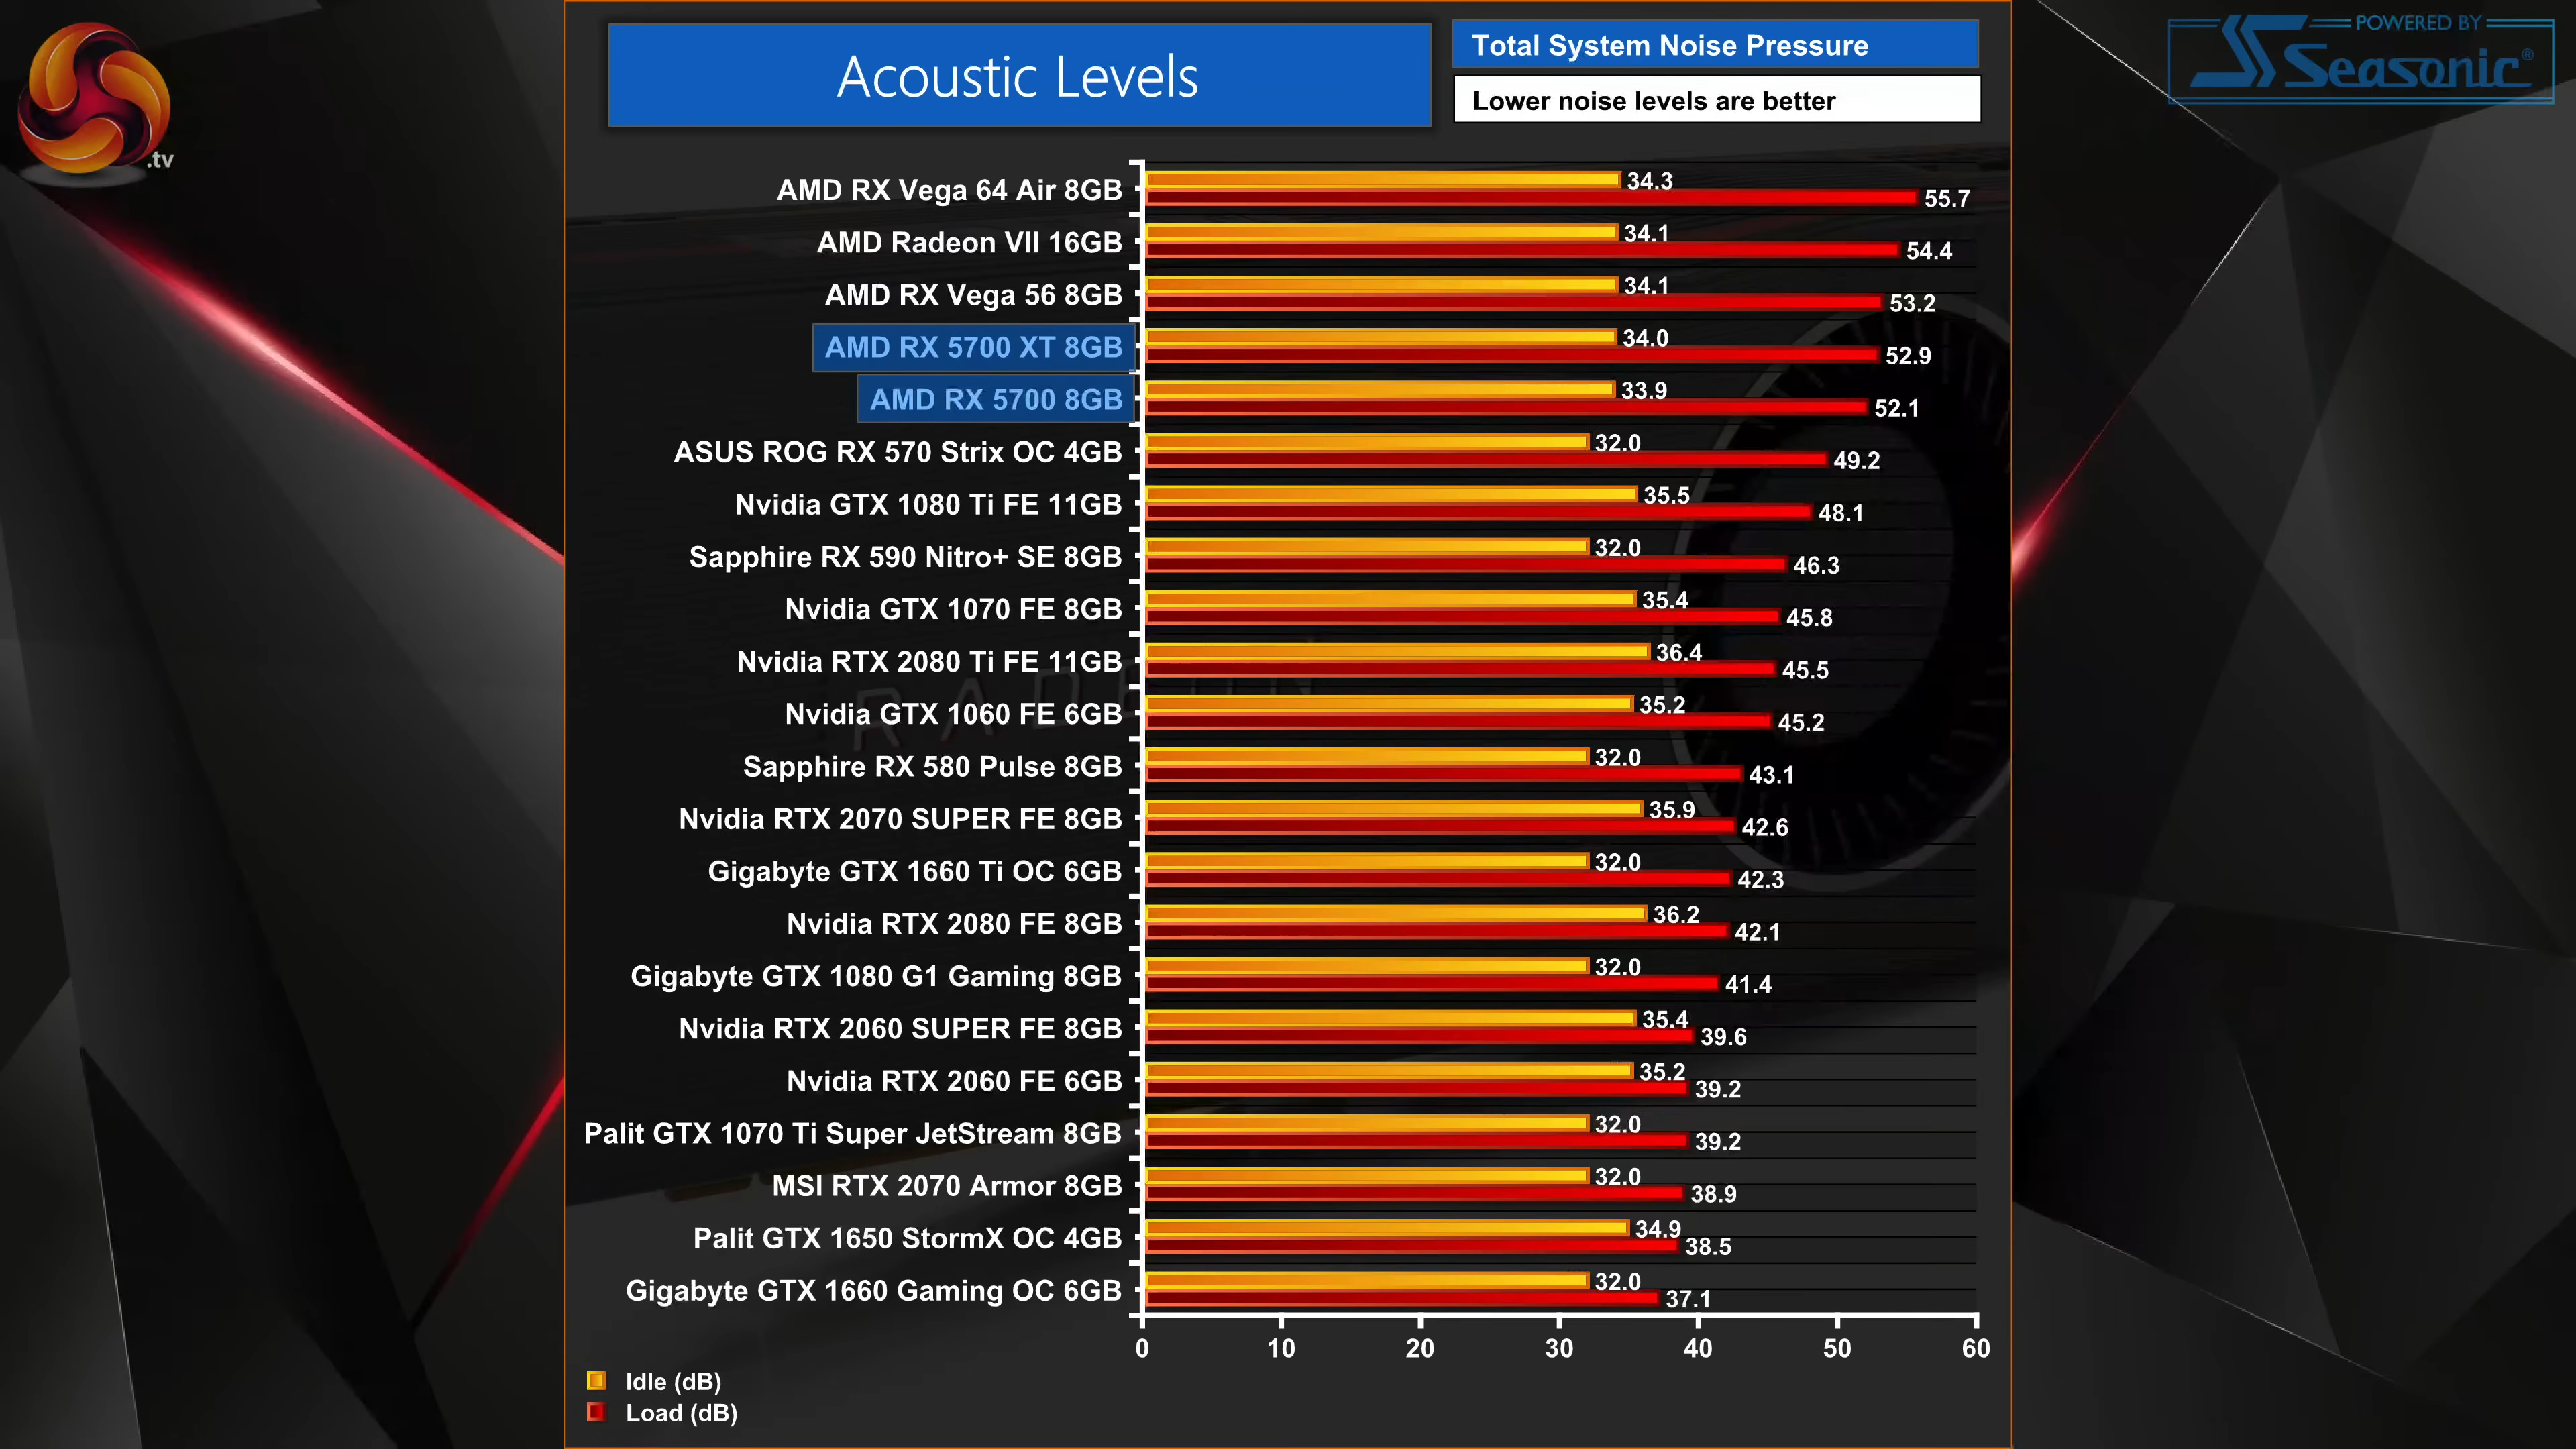 .tv
POWERED BY
Seasonic®
Acoustic Levels
Total System Noise Pressure
Lower noise levels are better
AMD RX Vega 64 Air 8GB 34.3 55.7
AMD Radeon VII 16GB 34.1 54.4
AMD RX Vega 56 8GB 34.1 53.2
AMD RX 5700 XT 8GB 34.0 52.9
AMD RX 5700 8GB 33.9 52.1
ASUS ROG RX 570 Strix OC 4GB 32.0 49.2
Nvidia GTX 1080 Ti FE 11GB 35.5 48.1
Sapphire RX 590 Nitro+ SE 8GB 32.0 46.3
Nvidia GTX 1070 FE 8GB 35.4 45.8
Nvidia RTX 2080 Ti FE 11GB 36.4 45.5
RADEON
Nvidia GTX 1060 FE 6GB 35.2 45.2
Sapphire RX 580 Pulse 8GB 32.0 43.1
Nvidia RTX 2070 SUPER FE 8GB 35.9 42.6
Gigabyte GTX 1660 Ti OC 6GB 32.0 42.3
Nvidia RTX 2080 FE 8GB 36.2 42.1
Gigabyte GTX 1080 G1 Gaming 8GB 32.0 41.4
Nvidia RTX 2060 SUPER FE 8GB 35.4 39.6
Nvidia RTX 2060 FE 6GB 35.2 39.2
Palit GTX 1070 Ti Super JetStream 8GB 32.0 39.2
MSI RTX 2070 Armor 8GB 32.0 38.9
Palit GTX 1650 StormX OC 4GB 34.9 38.5
Gigabyte GTX 1660 Gaming OC 6GB 32.0 37.1
0 10 20 30 40 50 60
Idle (dB)
Load (dB)